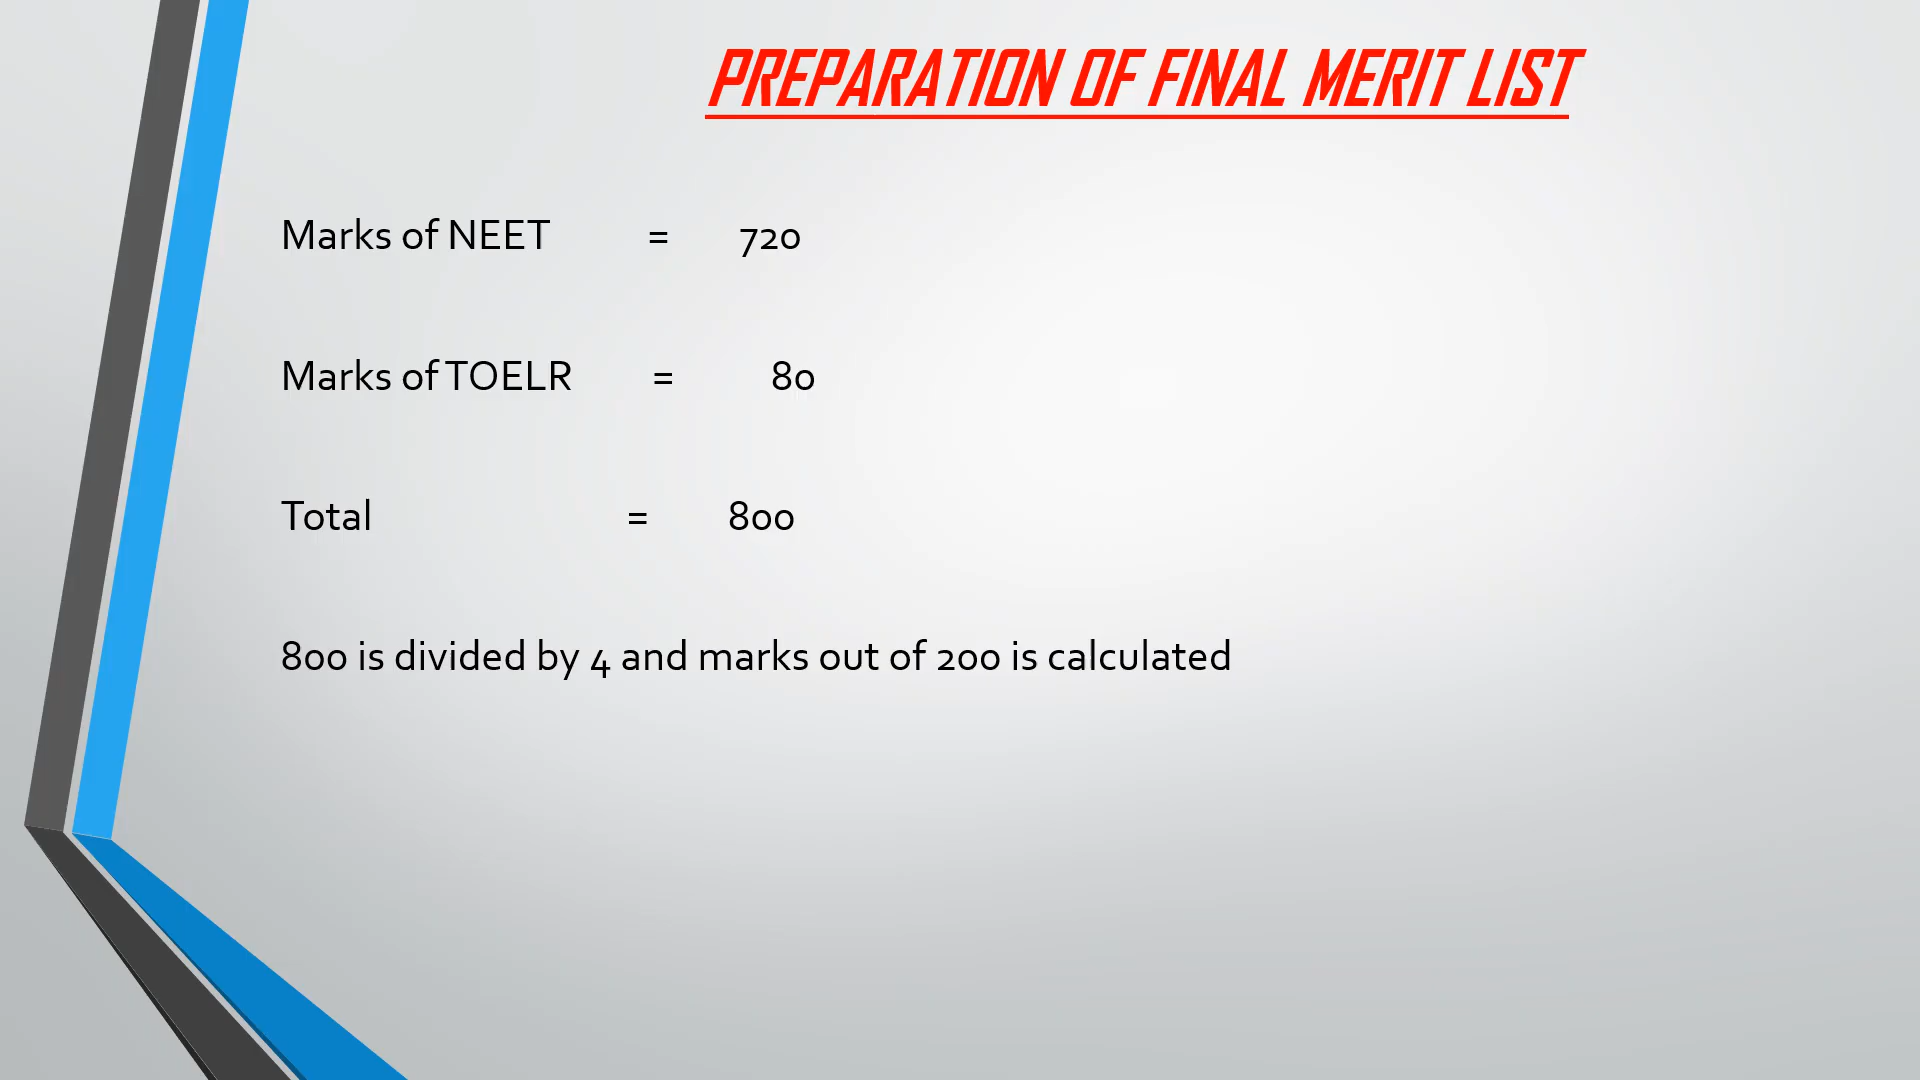 PREPARATION OF FINAL MERIT LIST
Marks of NEET = 720
Marks of TOELR = 80
Total = 800
800 is divided by 4 and marks out of 200 is calculated